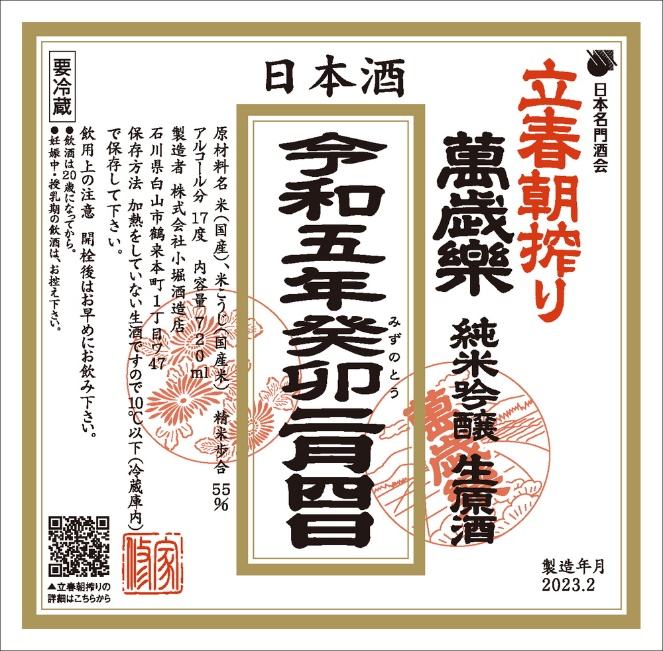 日本名門酒会
立春朝搾り
萬歳樂
純米吟醸 生原酒
萬歳楽
製造年月
2023.2
日本酒
令和五年癸卯二月四日
みずのとう
原材料名 米(国産)、米こうじ(国産米) 精米歩合 55%
アルコール分 17度 内容量 720ml
製造者 株式会社小堀酒造店
石川県白山市鶴来本町1丁目ワ47
保存方法 加熱をしていない生酒ですので10℃以下(冷蔵庫内)
で保存して下さい。
飲用上の注意 開栓後はお早めにお飲み下さい。
●飲酒は20歳になってから。
●妊娠中・授乳期の飲酒は、お控え下さい。
要冷蔵
▲立春朝搾りの
詳細はこちらから